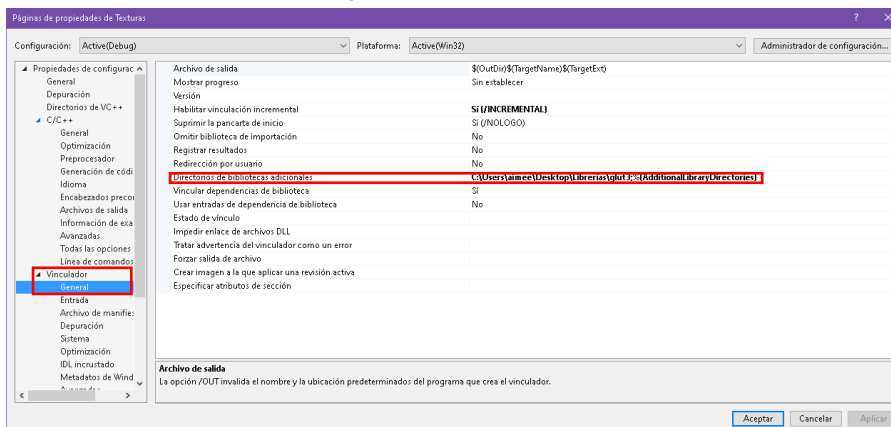 Páginas de propiedades de Texturas
Configuración: Active(Debug) Plataforma: Active(Win32) Administrador de configuración...
Propiedades de configurac
General
Depuración
Directorios de VC++
C/C++
General
Optimización
Preprocesador
Generación de códi
Idioma
Encabezados precor
Archivos de salida
Información de exa
Avanzadas
Todas las opciones
Línea de comandos
Vinculador
General
Entrada
Archivo de manifies
Depuración
Sistema
Optimización
IDL incrustado
Metadatos de Wind
Archivo de salida $(OutDir)$(TargetName)$(TargetExt)
Mostrar progreso Sin establecer
Versión
Habilitar vinculación incremental Sí (/INCREMENTAL)
Suprimir la pancarta de inicio Sí (/NOLOGO)
Omitir biblioteca de importación No
Registrar resultados No
Redirección por usuario No
Directorios de bibliotecas adicionales C:\Users\aimee\Desktop\Librerias\glut3;%(AdditionalLibraryDirectories)
Vincular dependencias de biblioteca Sí
Usar entradas de dependencia de biblioteca No
Estado de vínculo
Impedir enlace de archivos DLL
Tratar advertencia del vinculador como un error
Forzar salida de archivo
Crear imagen a la que aplicar una revisión activa
Especificar atributos de sección
Archivo de salida
La opción /OUT invalida el nombre y la ubicación predeterminados del programa que crea el vinculador.
Aceptar Cancelar Aplicar